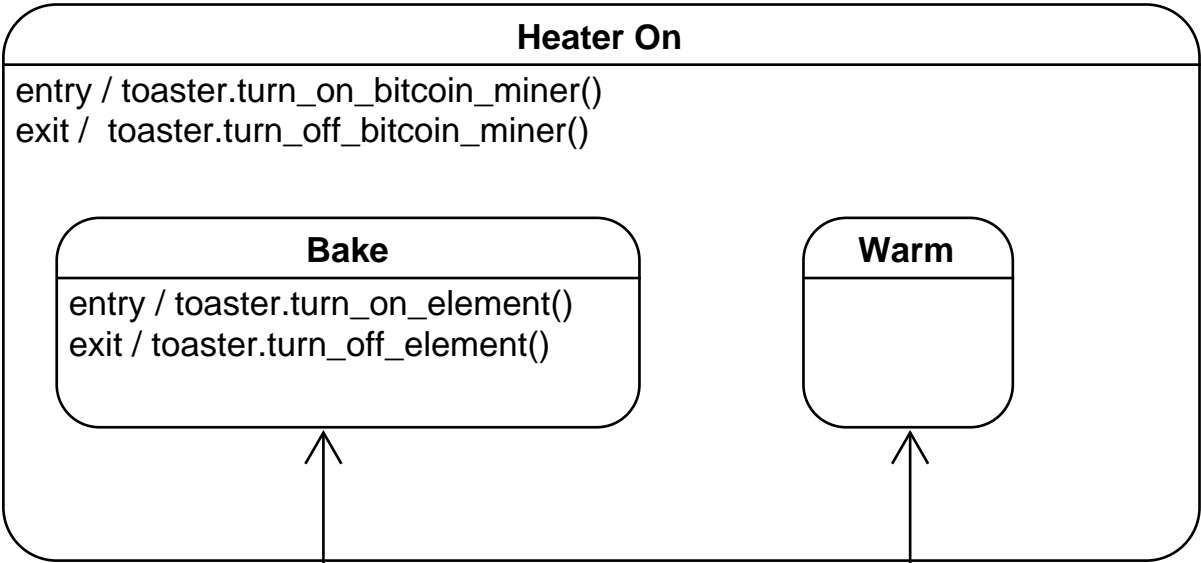 Heater On
entry / toaster.turn_on_bitcoin_miner()
exit /  toaster.turn_off_bitcoin_miner()
Bake
entry / toaster.turn_on_element()
exit / toaster.turn_off_element()
Warm